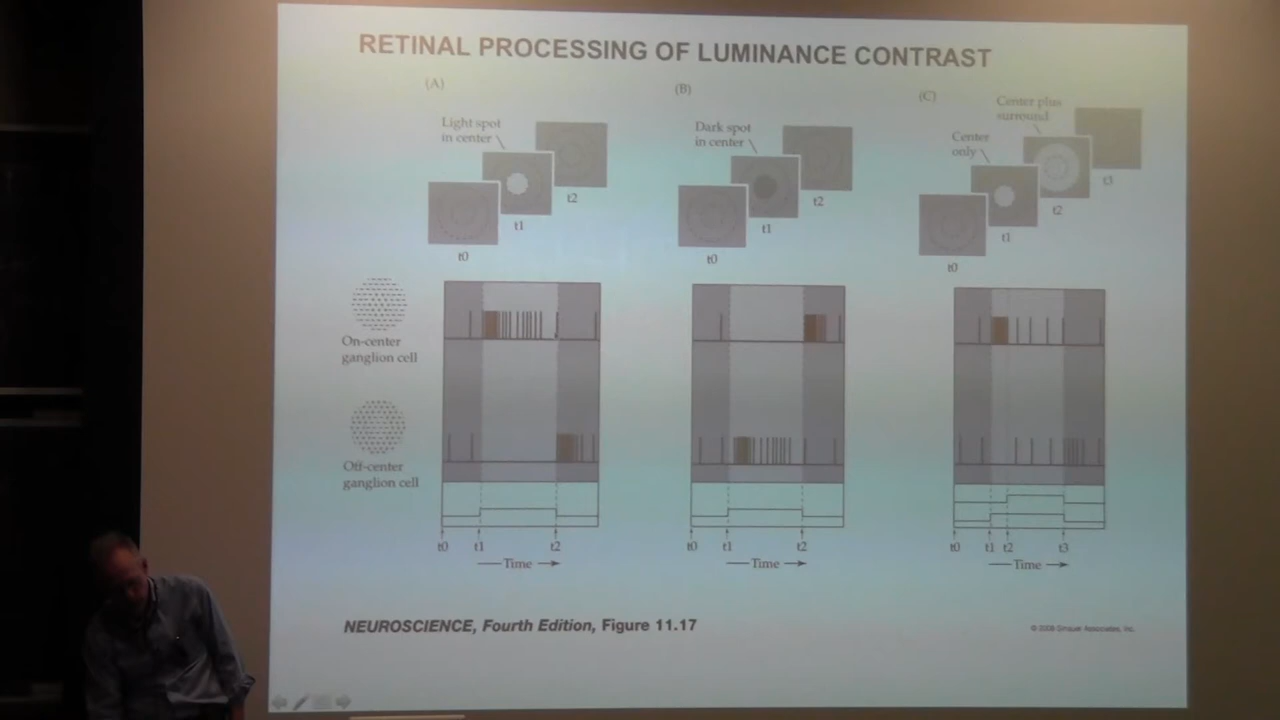 RETINAL PROCESSING OF LUMINANCE CONTRAST
(A)
Light spot
in center
t0
t1
t2
(B)
Dark spot
in center
t0
t1
t2
(C)
Center
only
Center plus
surround
t0
t1
t2
t3
On-center
ganglion cell
Off-center
ganglion cell
t0
t1
t2
Time
t0
t1
t2
Time
t0
t1
t2
t3
Time
NEUROSCIENCE, Fourth Edition, Figure 11.17
© 2008 Sinauer Associates, Inc.